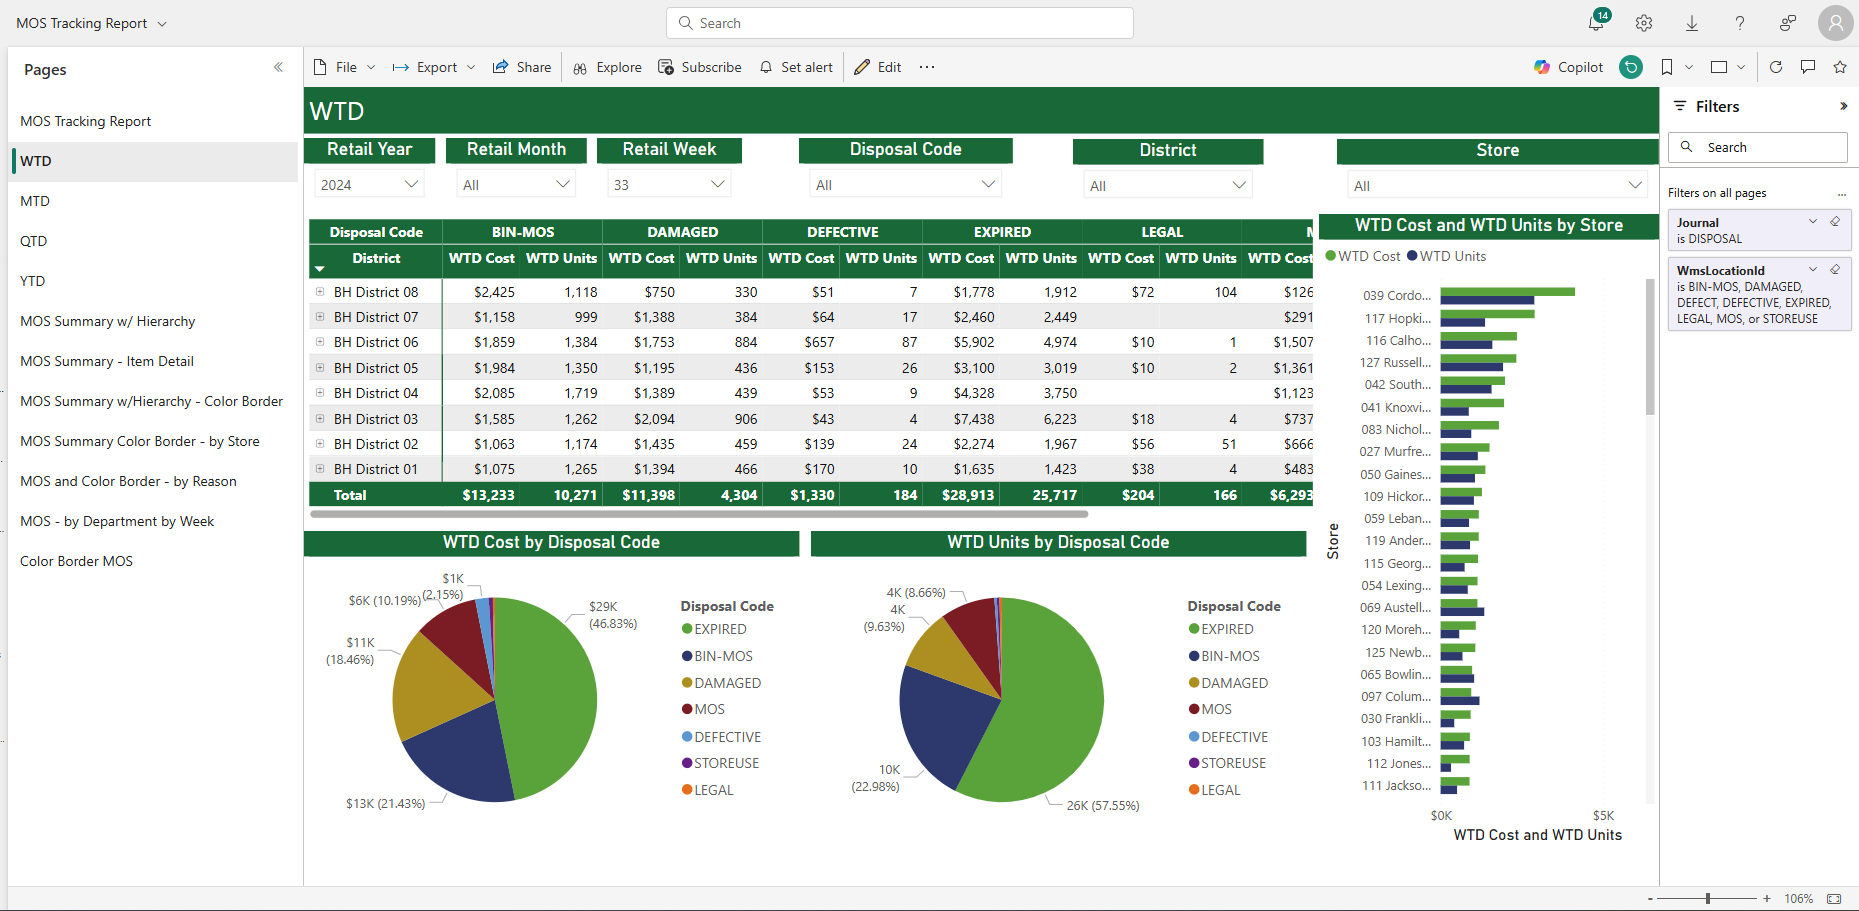 MOS Tracking Report
Search
14
Pages
MOS Tracking Report
WTD
MTD
QTD
YTD
MOS Summary w/ Hierarchy
MOS Summary - Item Detail
MOS Summary w/Hierarchy - Color Border
MOS Summary Color Border - by Store
MOS and Color Border - by Reason
MOS - by Department by Week
Color Border MOS
File Export Share Explore Subscribe Set alert Edit ... Copilot
WTD
Retail Year Retail Month Retail Week Disposal Code District Store
2024 All 33 All All All
Disposal Code BIN-MOS DAMAGED DEFECTIVE EXPIRED LEGAL
District WTD Cost WTD Units WTD Cost WTD Units WTD Cost WTD Units WTD Cost WTD Units WTD Cost WTD Units WTD Cost
BH District 08 $2,425 1,118 $750 330 $51 7 $1,778 1,912 $72 104 $126
BH District 07 $1,158 999 $1,388 384 $64 17 $2,460 2,449 $291
BH District 06 $1,859 1,384 $1,753 884 $657 87 $5,902 4,974 $10 1 $1,507
BH District 05 $1,984 1,350 $1,195 436 $153 26 $3,100 3,019 $10 2 $1,361
BH District 04 $2,085 1,719 $1,389 439 $53 9 $4,328 3,750 $1,123
BH District 03 $1,585 1,262 $2,094 906 $43 4 $7,438 6,223 $18 4 $737
BH District 02 $1,063 1,174 $1,435 459 $139 24 $2,274 1,967 $56 51 $666
BH District 01 $1,075 1,265 $1,394 466 $170 10 $1,635 1,423 $38 4 $483
Total $13,233 10,271 $11,398 4,304 $1,330 184 $28,913 25,717 $204 166 $6,293
WTD Cost by Disposal Code
$1K
(2.15%)
$6K (10.19%)
$11K
(18.46%)
$13K (21.43%)
$29K
(46.83%)
Disposal Code
EXPIRED
BIN-MOS
DAMAGED
MOS
DEFECTIVE
STOREUSE
LEGAL
WTD Units by Disposal Code
4K (8.66%)
4K
(9.63%)
10K
(22.98%)
26K (57.55%)
Disposal Code
EXPIRED
BIN-MOS
DAMAGED
MOS
DEFECTIVE
STOREUSE
LEGAL
WTD Cost and WTD Units by Store
WTD Cost WTD Units
Store
039 Cordo...
117 Hopki...
116 Calho...
127 Russell...
042 South...
041 Knoxvi...
083 Nichol...
027 Murfre...
050 Gaines...
109 Hickor...
059 Leban...
119 Ander...
115 Georg...
054 Lexing...
069 Austell...
120 Moreh...
125 Newb...
065 Bowlin...
097 Colum...
030 Frankli...
103 Hamilt...
112 Jones...
111 Jackso...
$0K $5K
WTD Cost and WTD Units
Filters
Search
Filters on all pages ...
Journal
is DISPOSAL
WmsLocationId
is BIN-MOS, DAMAGED,
DEFECT, DEFECTIVE, EXPIRED,
LEGAL, MOS, or STOREUSE
- + 106%